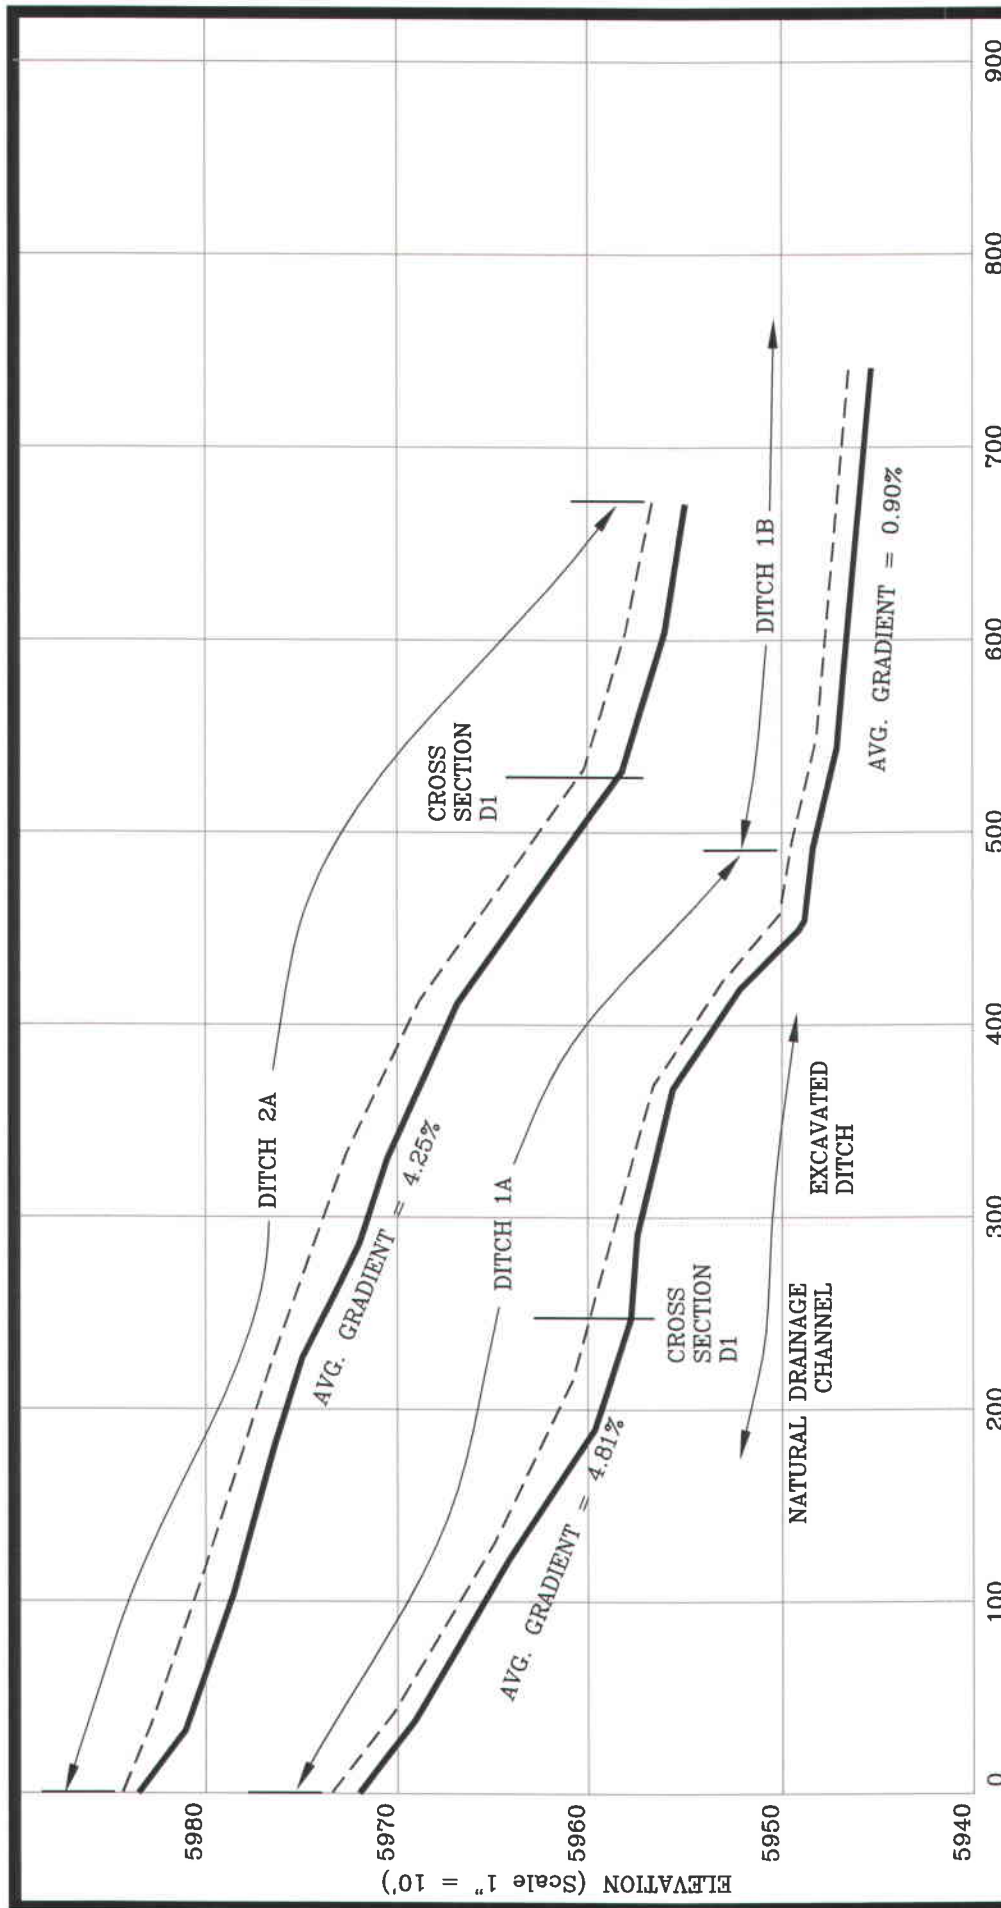 5980
5970
5960
5950
5940
ELEVATION (Scale 1" = 10')
0
100
200
300
400
500
600
700
800
900
DITCH 2A
AVG. GRADIENT = 4.25%
CROSS
SECTION
D1
DITCH 1A
AVG. GRADIENT = 4.81%
CROSS
SECTION
D1
DITCH 1B
AVG. GRADIENT = 0.90%
NATURAL DRAINAGE
CHANNEL
EXCAVATED
DITCH